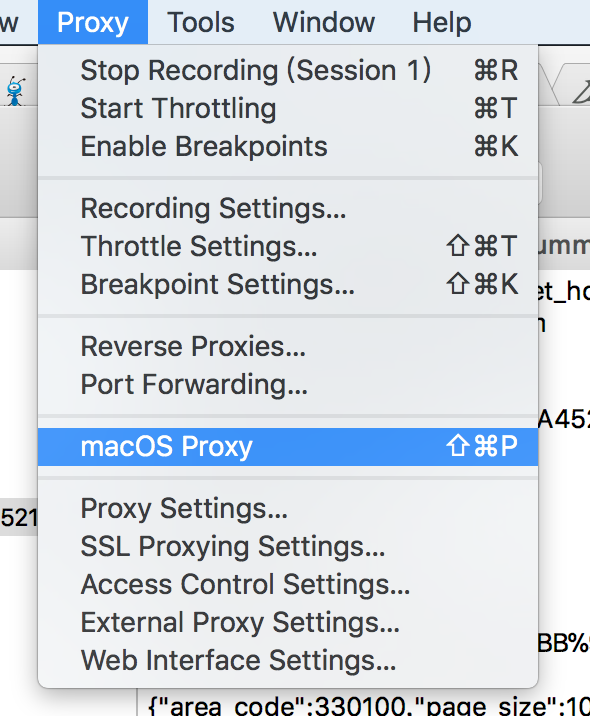 w Proxy Tools Window Help
Stop Recording (Session 1) ⌘R
Start Throttling ⌘T
Enable Breakpoints ⌘K
Recording Settings...
Throttle Settings... ⇧⌘T
umm
Breakpoint Settings... ⇧⌘K
et_ho
n
Reverse Proxies...
Port Forwarding...
A452
macOS Proxy ⇧⌘P
Proxy Settings...
521
SSL Proxying Settings...
Access Control Settings...
External Proxy Settings...
BB%9
Web Interface Settings...
{"area_code":330100,"page_size":10